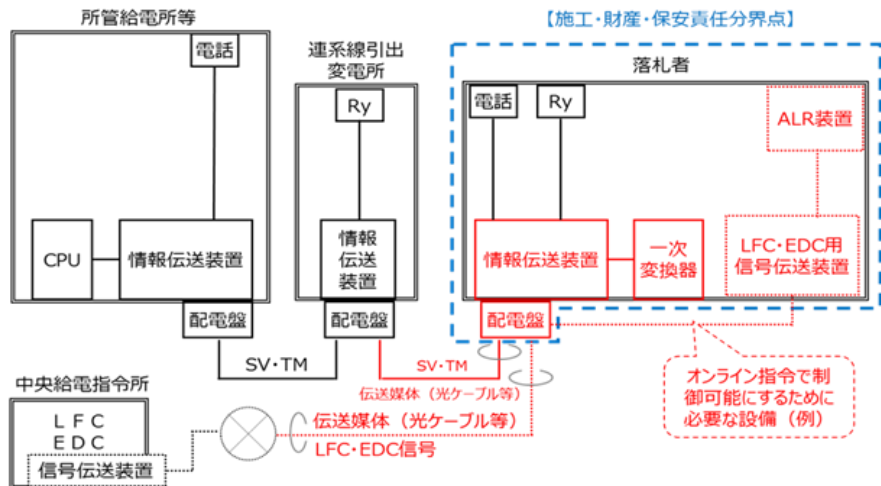 所管給電所等
電話
CPU
情報伝送装置
配電盤
連系線引出
変電所
Ry
情報
伝送
装置
配電盤
【施工・財産・保安責任分界点】
落札者
電話
Ry
ALR装置
情報伝送装置
一次
変換器
LFC・EDC用
信号伝送装置
配電盤
SV・TM
SV・TM
伝送媒体(光ケーブル等)
オンライン指令で制
御可能にするために
必要な設備(例)
中央給電指令所
LFC
EDC
信号伝送装置
伝送媒体(光ケーブル等)
LFC・EDC信号